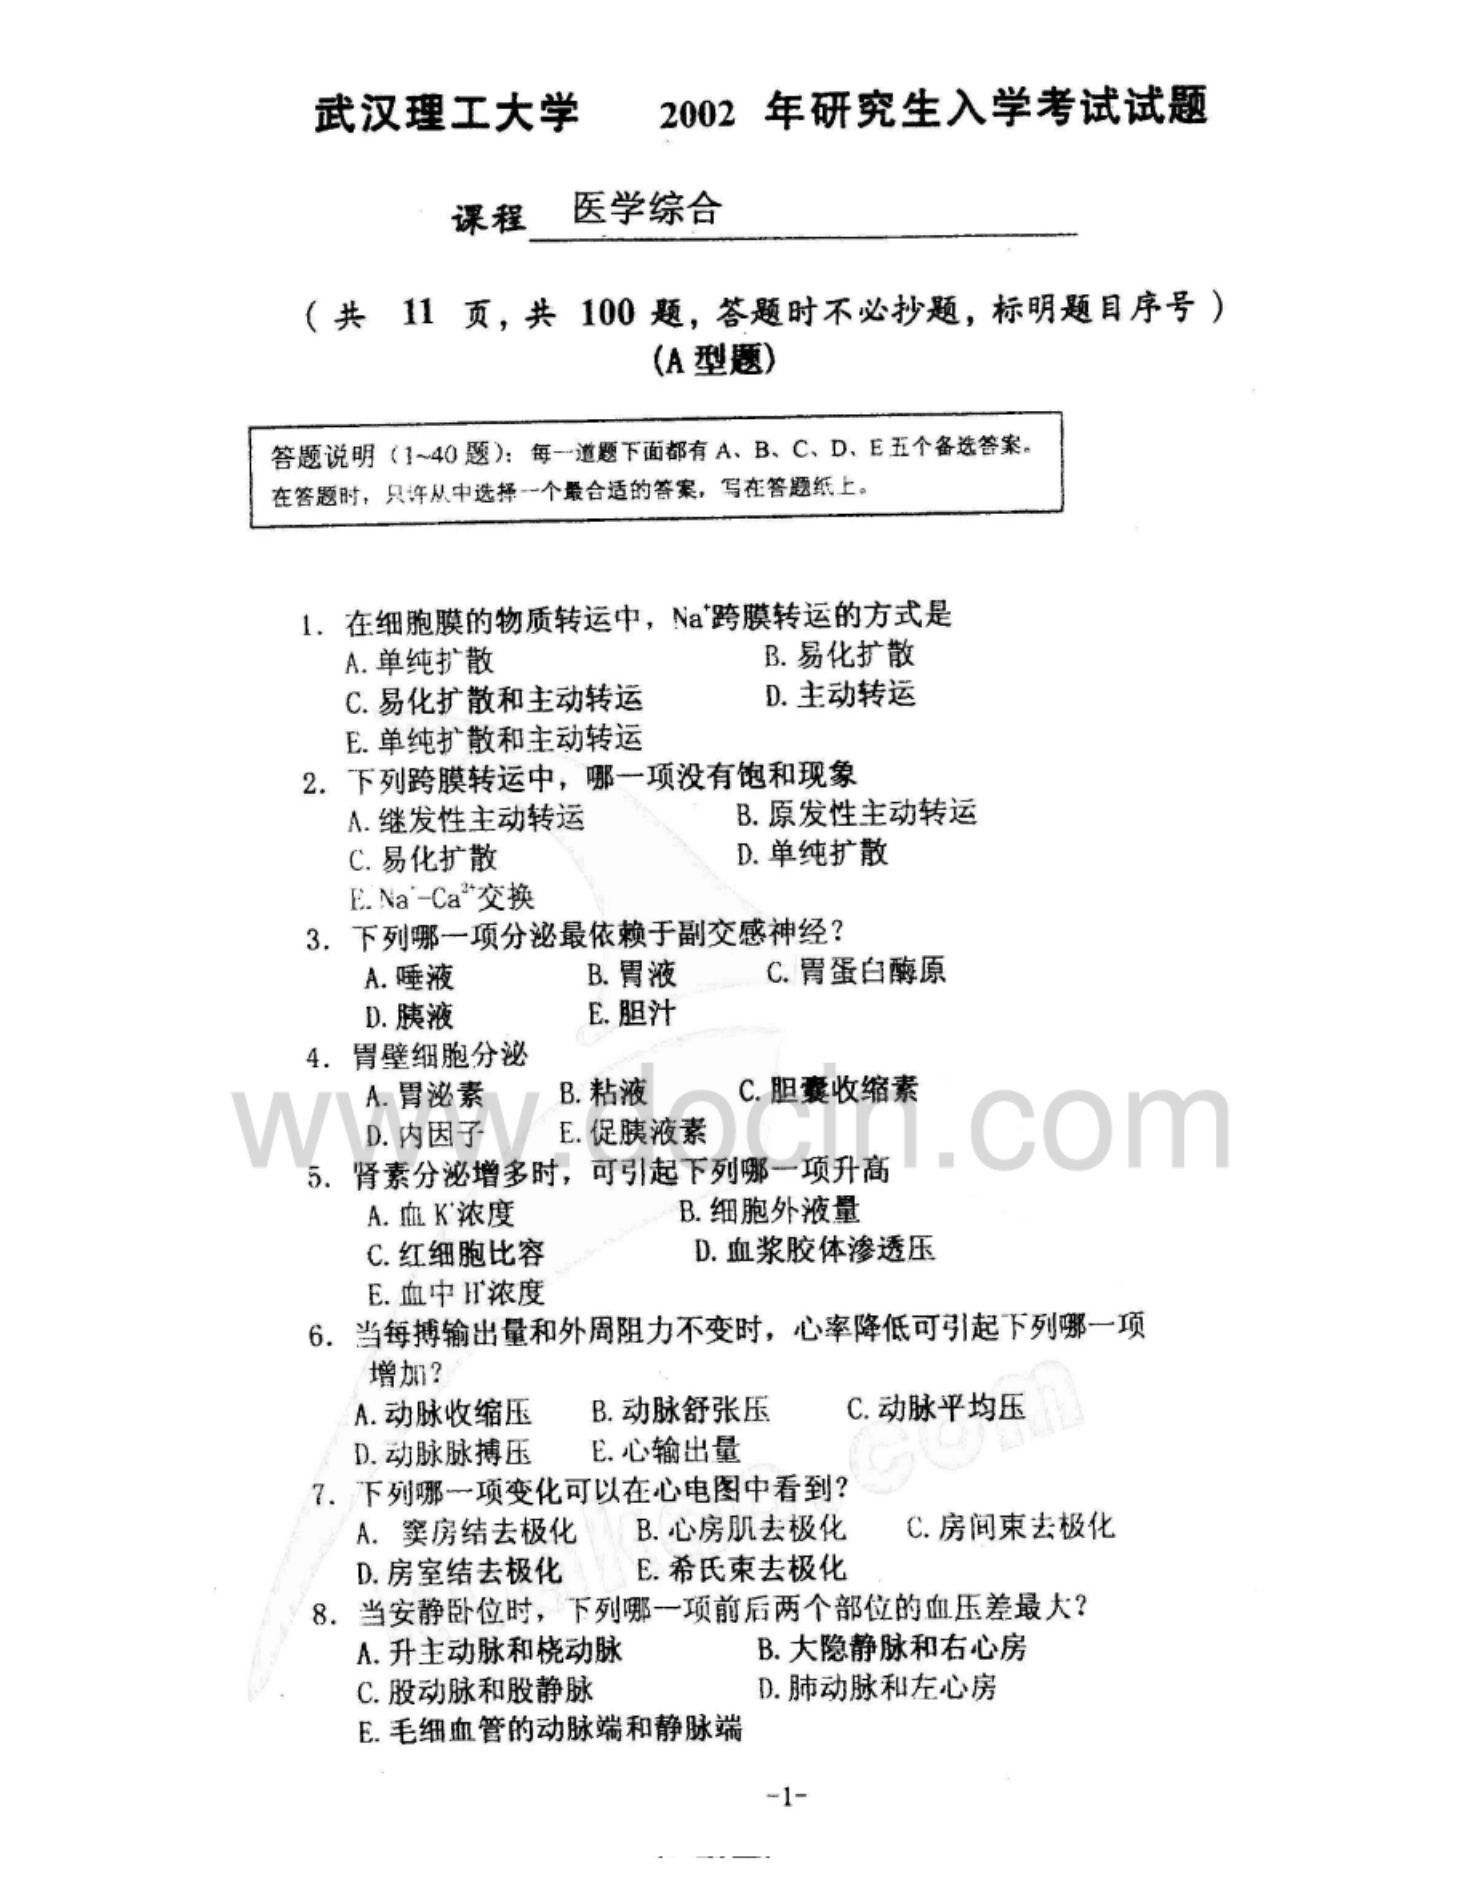 武汉理工大学 2002 年研究生入学考试试题
课程 医学综合
(共 11 页,共 100 题,答题时不必抄题,标明题目序号)
(A 型题)
答题说明(1~40 题):每一道题下面都有 A、B、C、D、E 五个备选答案。
在答题时,只许从中选择一个最合适的答案,写在答题纸上。
1. 在细胞膜的物质转运中,Na⁺跨膜转运的方式是
A. 单纯扩散 B. 易化扩散
C. 易化扩散和主动转运 D. 主动转运
E. 单纯扩散和主动转运
2. 下列跨膜转运中,哪一项没有饱和现象
A. 继发性主动转运 B. 原发性主动转运
C. 易化扩散 D. 单纯扩散
E. Na⁺-Ca²⁺交换
3. 下列哪一项分泌最依赖于副交感神经?
A. 唾液 B. 胃液 C. 胃蛋白酶原
D. 胰液 E. 胆汁
4. 胃壁细胞分泌
A. 胃泌素 B. 粘液 C. 胆囊收缩素
D. 内因子 E. 促胰液素
www.docin.com
5. 肾素分泌增多时,可引起下列哪一项升高
A. 血 K⁺浓度 B. 细胞外液量
C. 红细胞比容 D. 血浆胶体渗透压
E. 血中 H⁺浓度
6. 当每搏输出量和外周阻力不变时,心率降低可引起下列哪一项
增加?
A. 动脉收缩压 B. 动脉舒张压 C. 动脉平均压
D. 动脉脉搏压 E. 心输出量
7. 下列哪一项变化可以在心电图中看到?
A. 窦房结去极化 B. 心房肌去极化 C. 房间束去极化
D. 房室结去极化 E. 希氏束去极化
8. 当安静卧位时,下列哪一项前后两个部位的血压差最大?
A. 升主动脉和桡动脉 B. 大隐静脉和右心房
C. 股动脉和股静脉 D. 肺动脉和左心房
E. 毛细血管的动脉端和静脉端
-1-